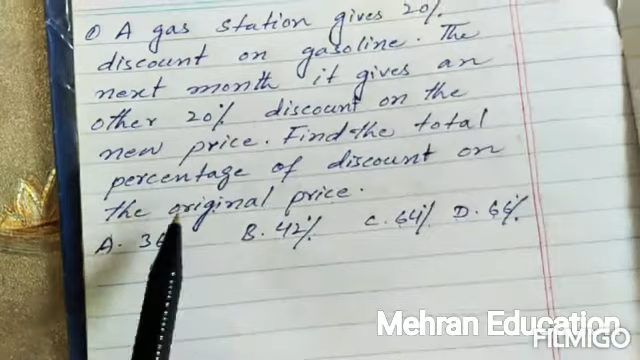 ① A gas station gives 20%
discount on gasoline. The
next month it gives an
other 20% discount on the
new price. Find the total
percentage of discount on
the original price.
A. 36 B. 42% C. 64% D. 66%
Mehran Education
FILMIGO